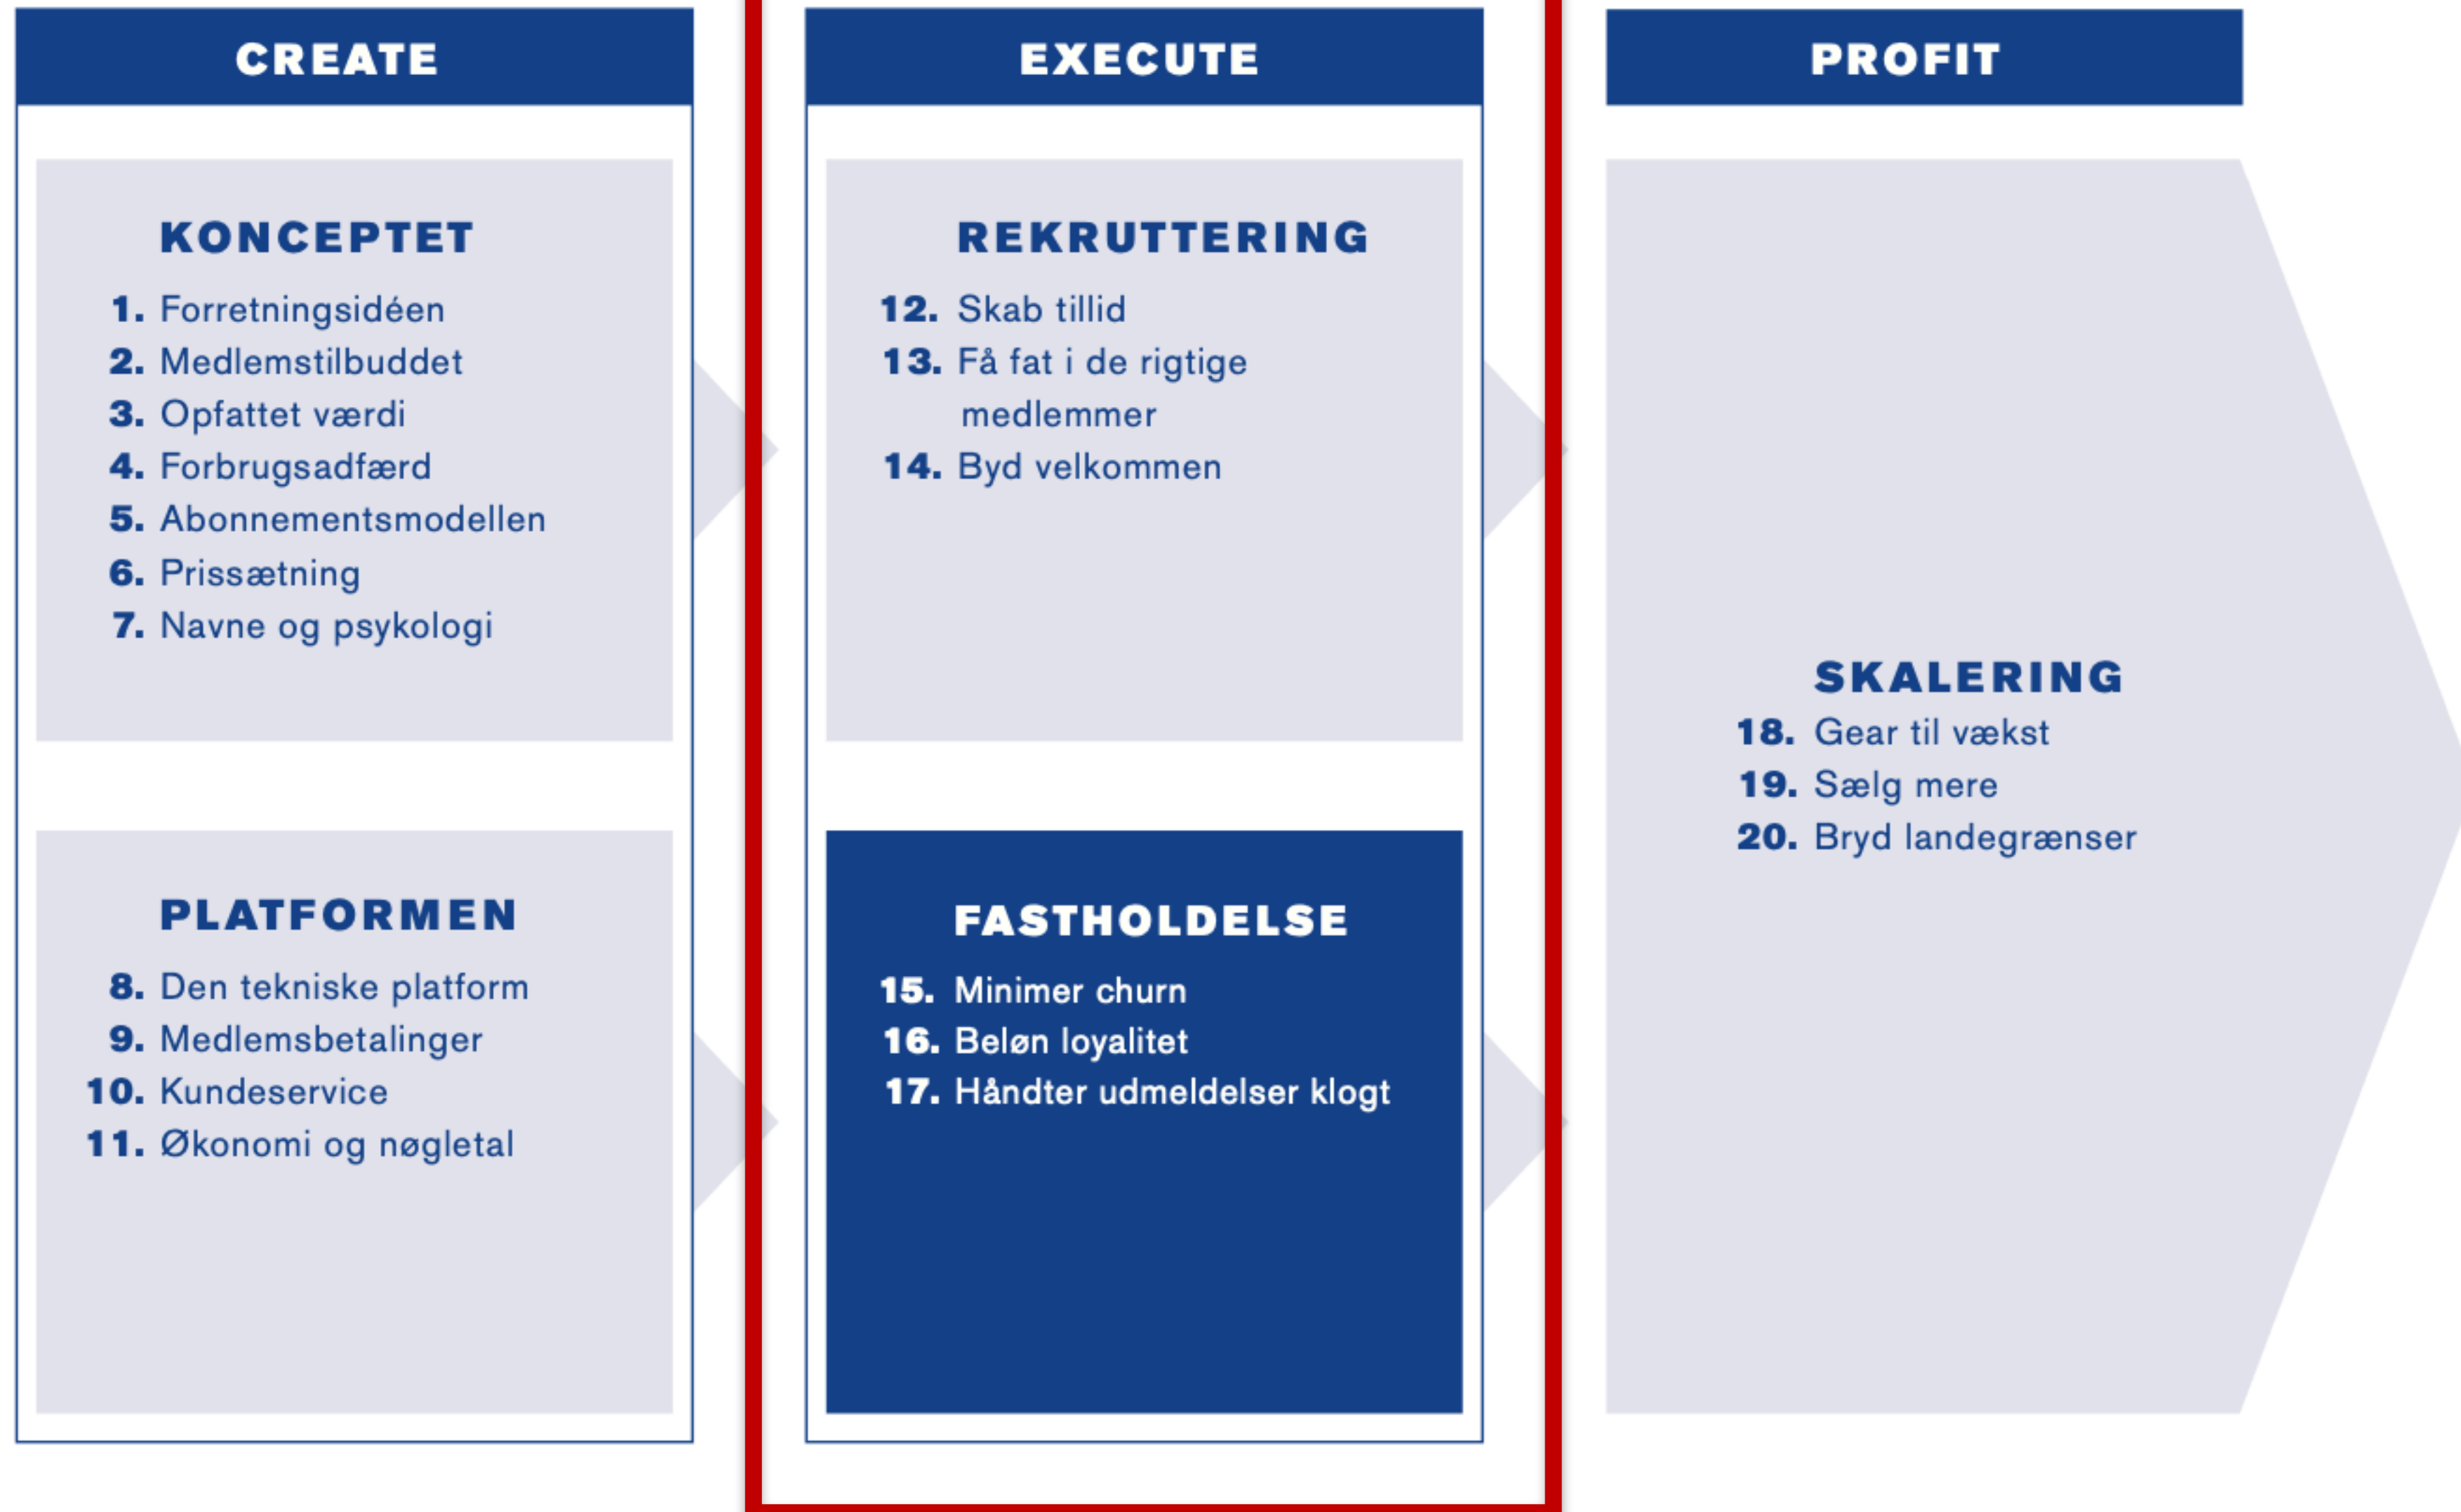 CREATE
KONCEPTET
1. Forretningsidéen
2. Medlemstilbuddet
3. Opfattet værdi
4. Forbrugsadfærd
5. Abonnementsmodellen
6. Prissætning
7. Navne og psykologi
PLATFORMEN
8. Den tekniske platform
9. Medlemsbetalinger
10. Kundeservice
11. Økonomi og nøgletal
EXECUTE
REKRUTTERING
12. Skab tillid
13. Få fat i de rigtige
medlemmer
14. Byd velkommen
FASTHOLDELSE
15. Minimer churn
16. Beløn loyalitet
17. Håndter udmeldelser klogt
PROFIT
SKALERING
18. Gear til vækst
19. Sælg mere
20. Bryd landegrænser